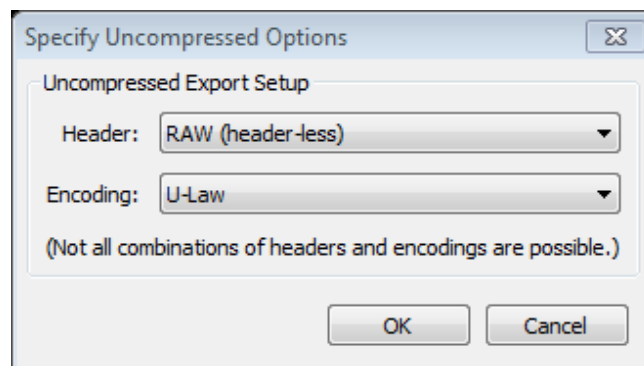 Specify Uncompressed Options
Uncompressed Export Setup
Header: RAW (header-less)
Encoding: U-Law
(Not all combinations of headers and encodings are possible.)
OK Cancel